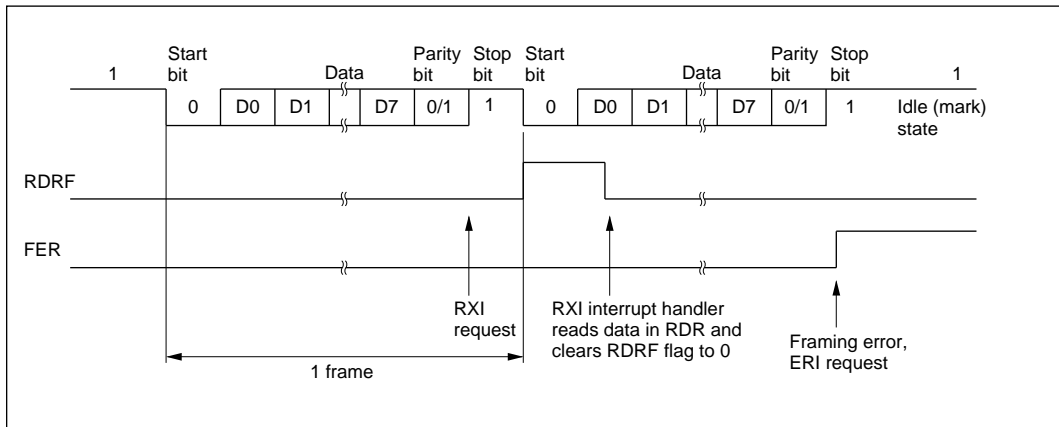 1
Start
bit
Data
Parity
bit
Stop
bit
Start
bit
Data
Parity
bit
Stop
bit
1
0 D0 D1 D7 0/1 1 0 D0 D1 D7 0/1 1
Idle (mark)
state
RDRF
FER
RXI
request
RXI interrupt handler
reads data in RDR and
clears RDRF flag to 0
Framing error,
ERI request
1 frame